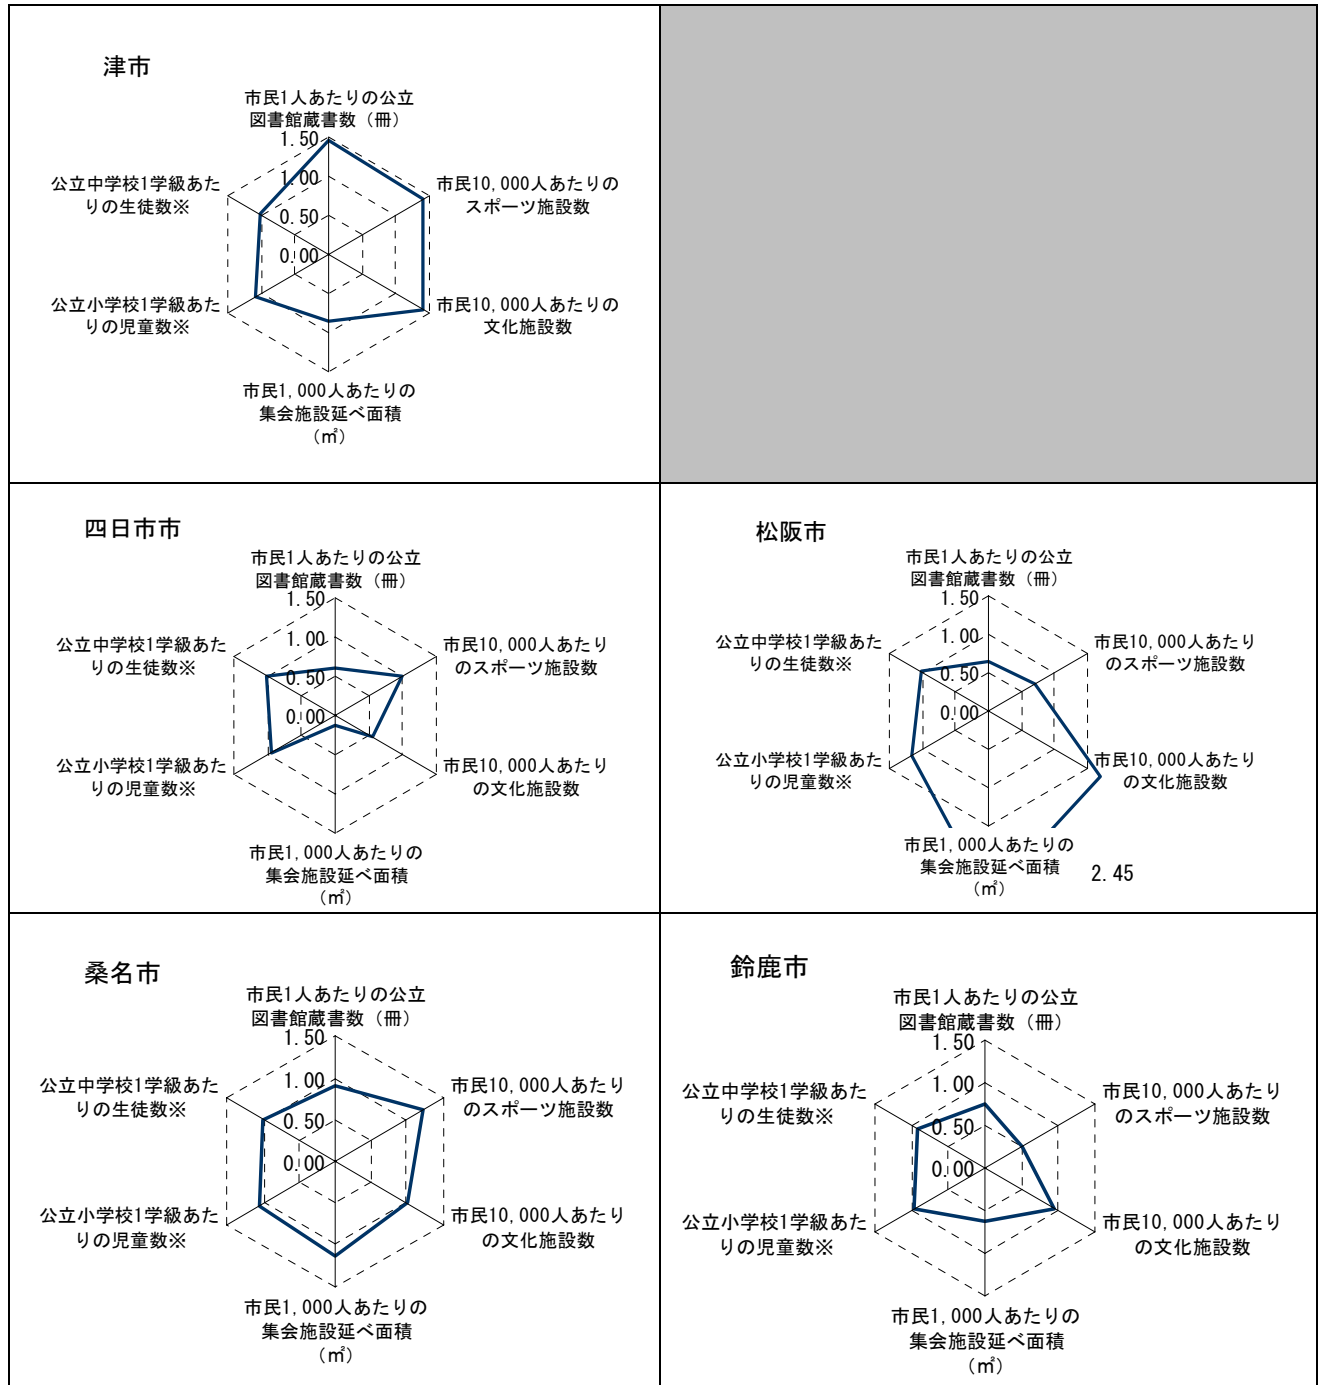 津市
市民1人あたりの公立
図書館蔵書数（冊）
1.50
1.00
0.50
0.00
市民10,000人あたりの
スポーツ施設数
市民10,000人あたりの
文化施設数
市民1,000人あたりの
集会施設延べ面積
（㎡）
公立小学校1学級あた
りの児童数※
公立中学校1学級あた
りの生徒数※
四日市市
市民1人あたりの公立
図書館蔵書数（冊）
1.50
1.00
0.50
0.00
市民10,000人あたり
のスポーツ施設数
市民10,000人あたり
の文化施設数
市民1,000人あたりの
集会施設延べ面積
（㎡）
公立小学校1学級あた
りの児童数※
公立中学校1学級あた
りの生徒数※
松阪市
市民1人あたりの公立
図書館蔵書数（冊）
1.50
1.00
0.50
0.00
市民10,000人あたり
のスポーツ施設数
市民10,000人あたり
の文化施設数
市民1,000人あたりの
集会施設延べ面積
（㎡）
2.45
公立小学校1学級あた
りの児童数※
公立中学校1学級あた
りの生徒数※
桑名市
市民1人あたりの公立
図書館蔵書数（冊）
1.50
1.00
0.50
0.00
市民10,000人あたり
のスポーツ施設数
市民10,000人あたり
の文化施設数
市民1,000人あたりの
集会施設延べ面積
（㎡）
公立小学校1学級あた
りの児童数※
公立中学校1学級あた
りの生徒数※
鈴鹿市
市民1人あたりの公立
図書館蔵書数（冊）
1.50
1.00
0.50
0.00
市民10,000人あたり
のスポーツ施設数
市民10,000人あたり
の文化施設数
市民1,000人あたりの
集会施設延べ面積
（㎡）
公立小学校1学級あた
りの児童数※
公立中学校1学級あた
りの生徒数※